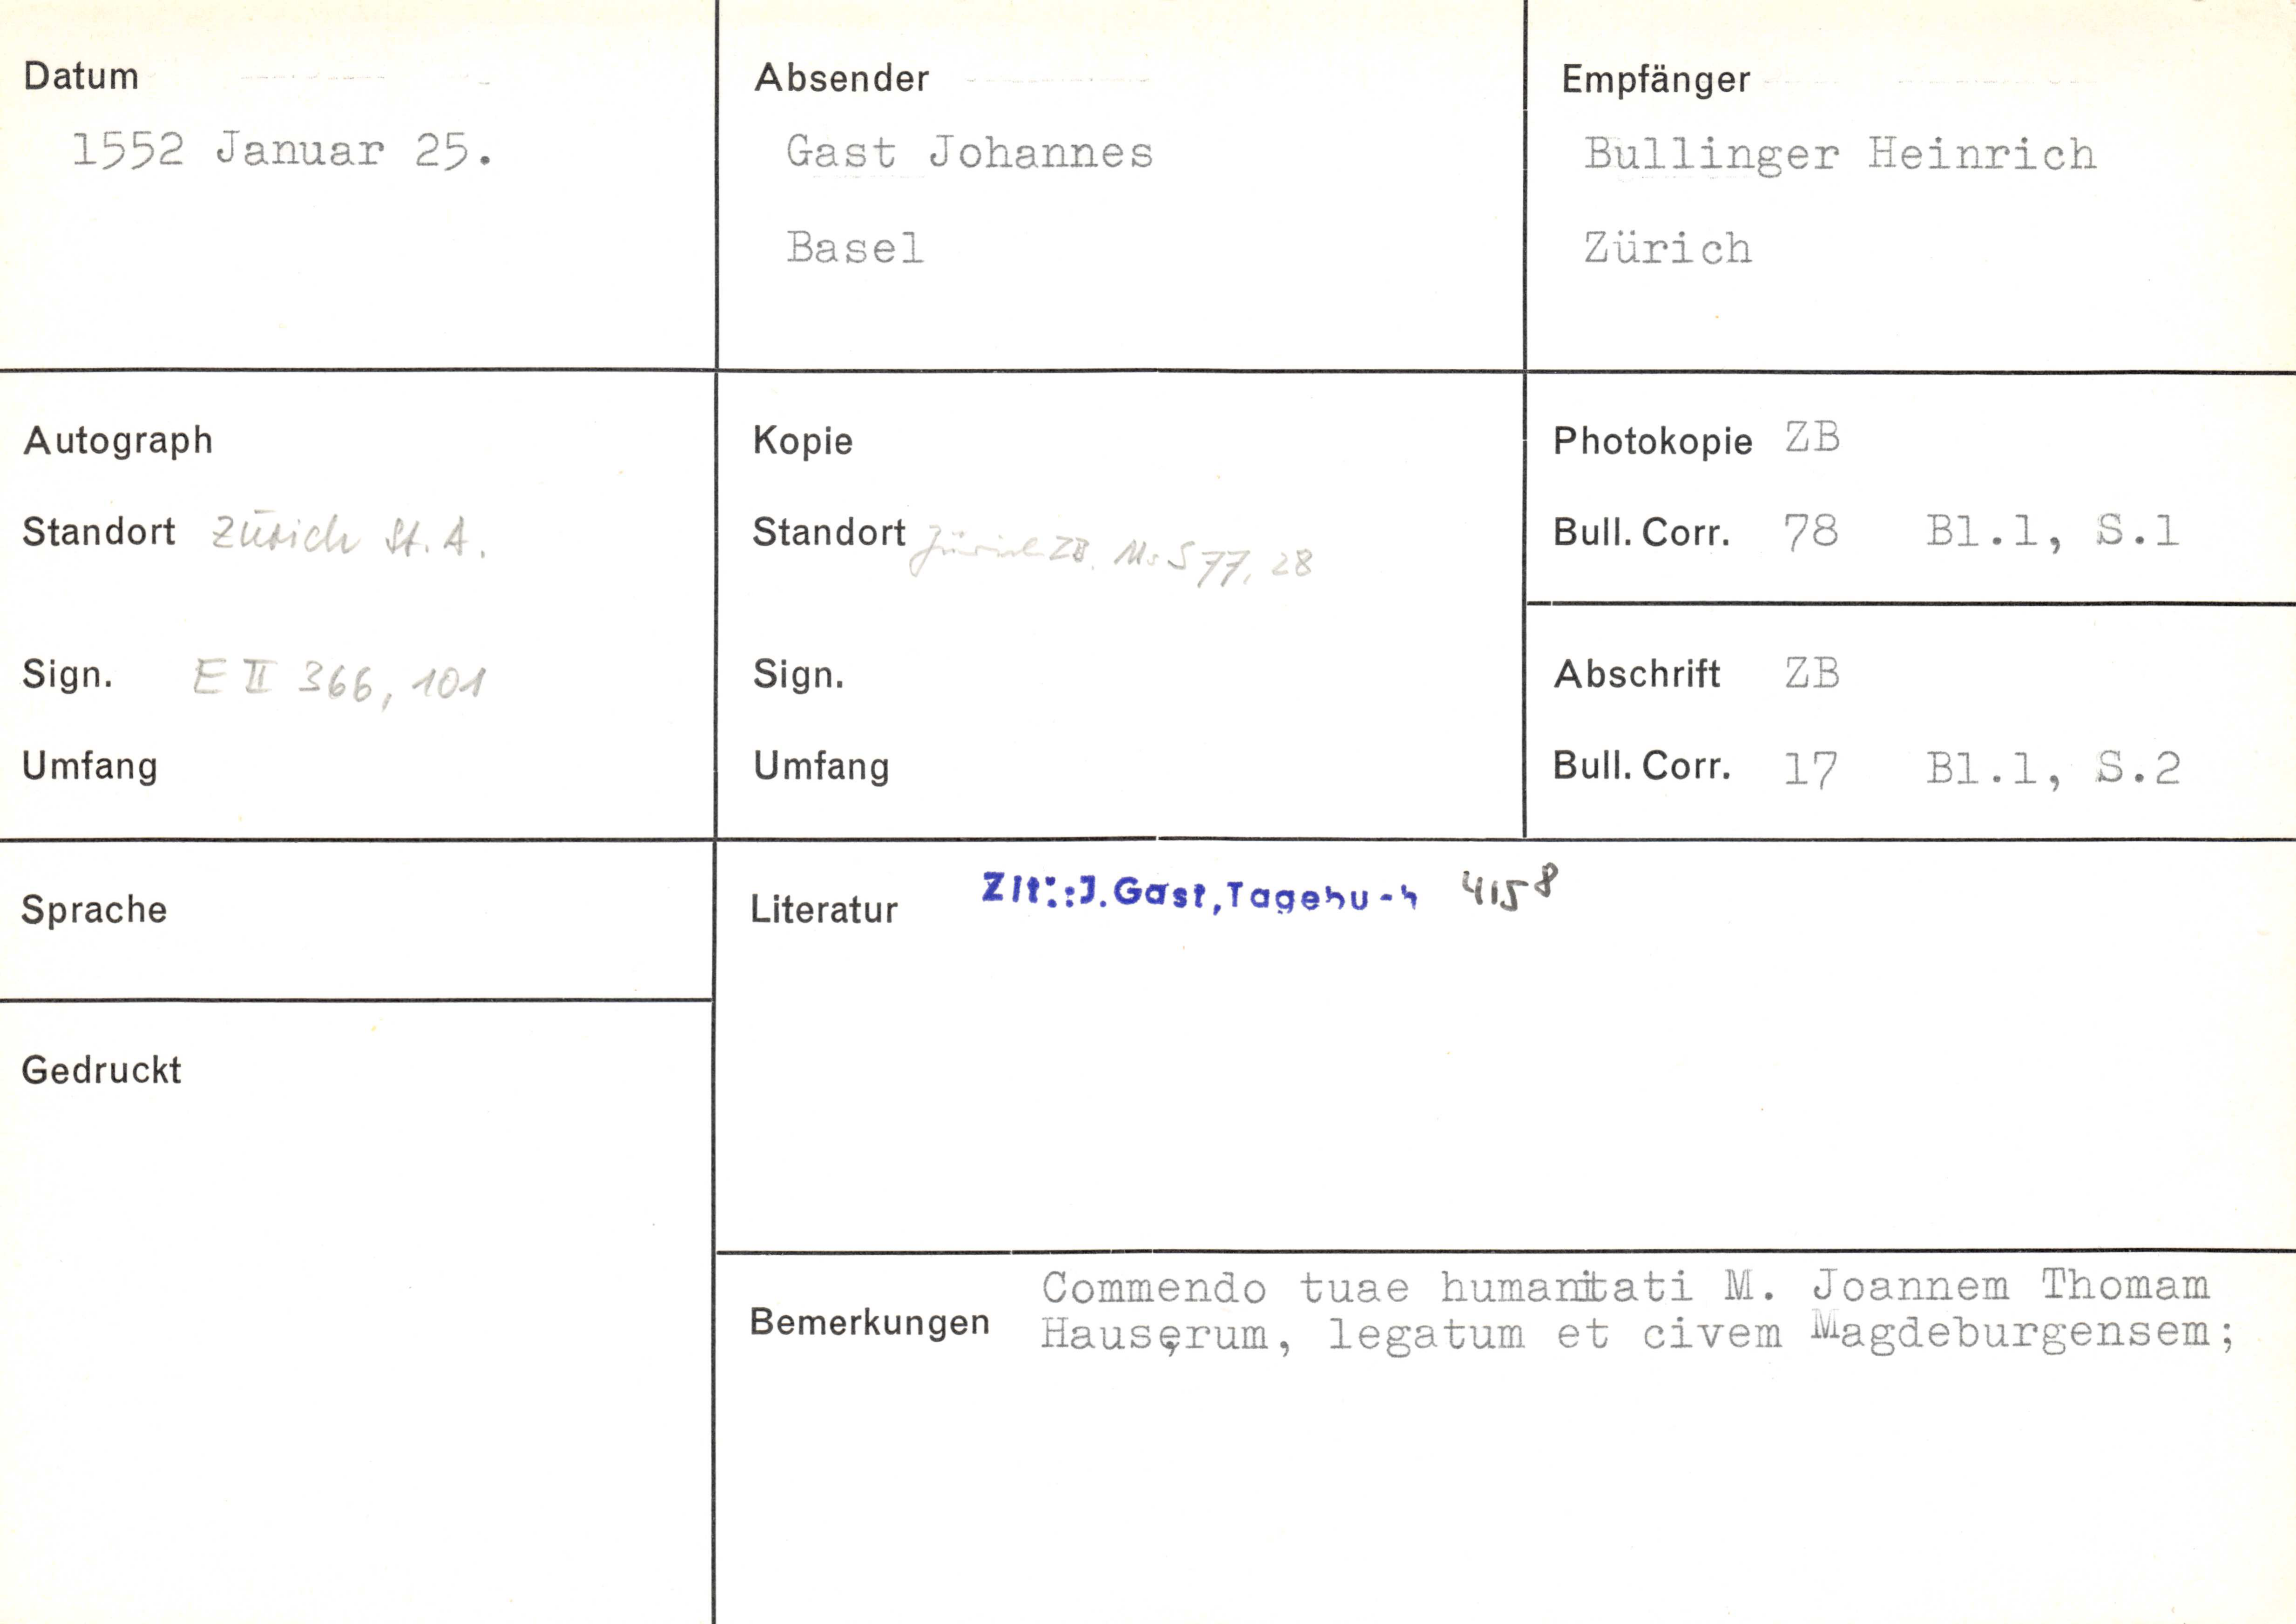 Datum
1552 Januar 25.
Absender
Gast Johannes
Basel
Empfänger
Bullinger Heinrich
Zürich
Autograph
Standort Zürich St. A.
Sign. E II 366, 101
Umfang
Kopie
Standort Zürich ZB. Ms S 77, 28
Sign.
Umfang
Photokopie ZB
Bull. Corr. 78 Bl.1, S.1
Abschrift ZB
Bull. Corr. 17 Bl.1, S.2
Sprache
Gedruckt
Literatur Zit.: J. Gast, Tagebuch 4158
Bemerkungen
Commendo tuae humanitati M. Joannem Thomam
Hauserum, legatum et civem Magdeburgensem;